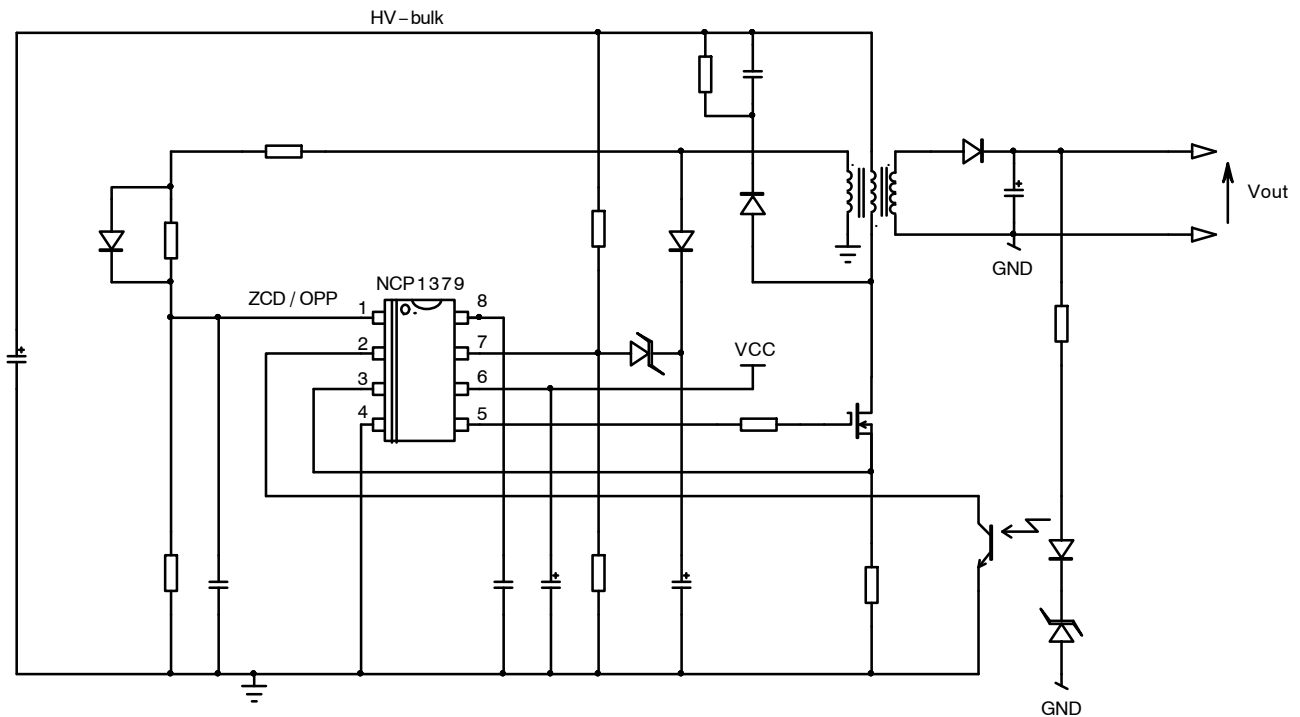 HV-bulk
Vout
GND
NCP1379
ZCD / OPP
1
8
2
7
VCC
3
6
4
5
GND